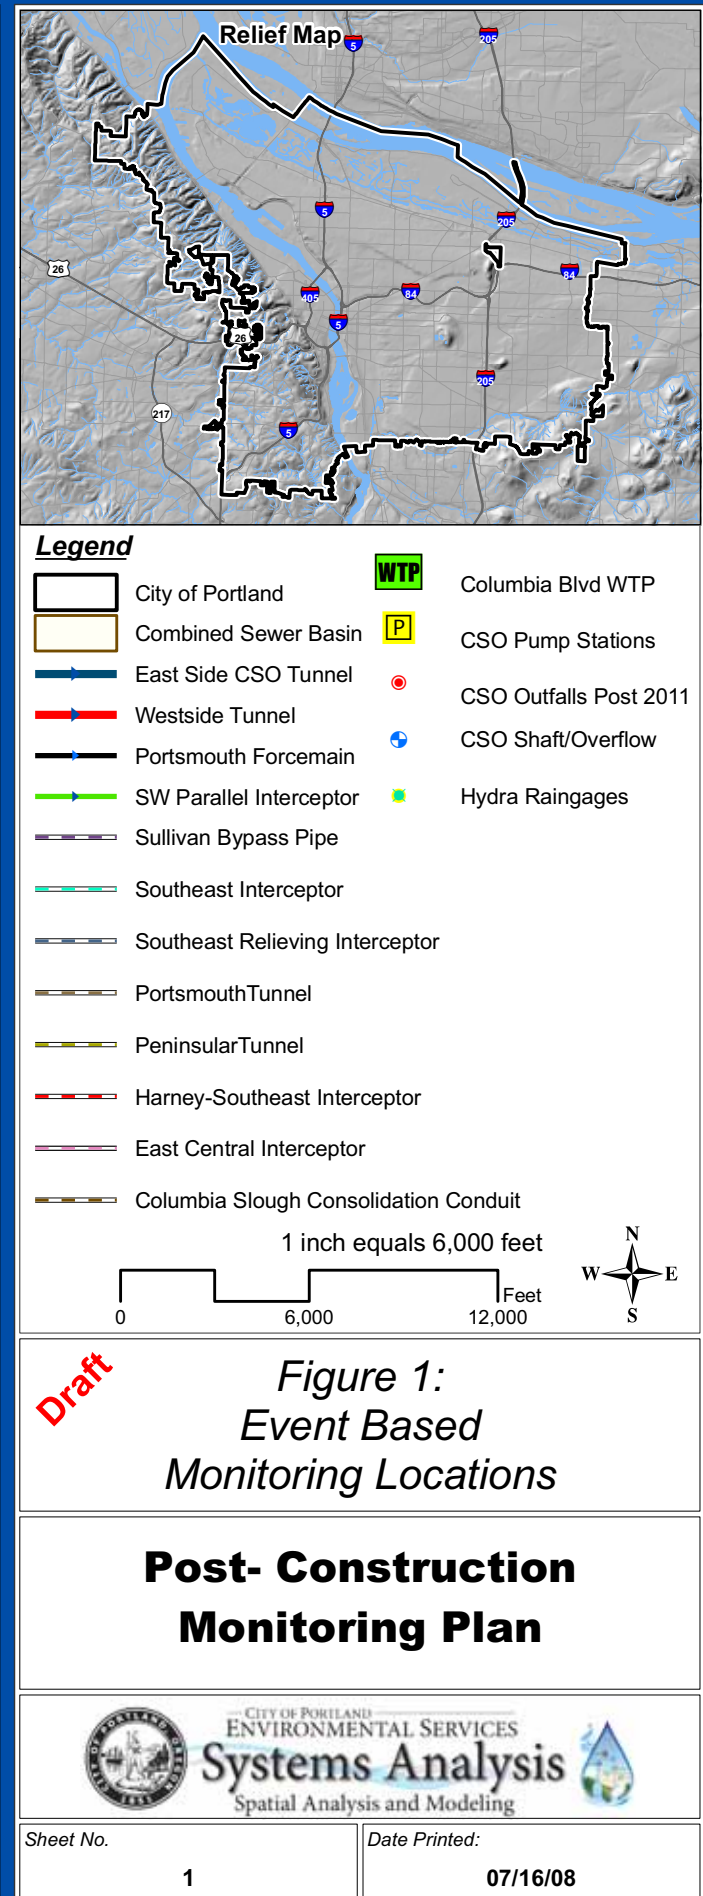 Relief Map
5
205
5
205
26
84
405
84
5
26
205
217
5
Legend
City of Portland
Combined Sewer Basin
East Side CSO Tunnel
Westside Tunnel
Portsmouth Forcemain
SW Parallel Interceptor
Sullivan Bypass Pipe
Southeast Interceptor
Southeast Relieving Interceptor
PortsmouthTunnel
PeninsularTunnel
Harney-Southeast Interceptor
East Central Interceptor
Columbia Slough Consolidation Conduit
WTP
Columbia Blvd WTP
P
CSO Pump Stations
CSO Outfalls Post 2011
CSO Shaft/Overflow
Hydra Raingages
1 inch equals 6,000 feet
Feet
0 6,000 12,000
N
W E
S
Draft
Figure 1:
Event Based
Monitoring Locations
Post- Construction
Monitoring Plan
CITY OF PORTLAND, OREGON
1851
CITY OF PORTLAND
ENVIRONMENTAL SERVICES
Systems Analysis
Spatial Analysis and Modeling
Sheet No.
1
Date Printed:
07/16/08